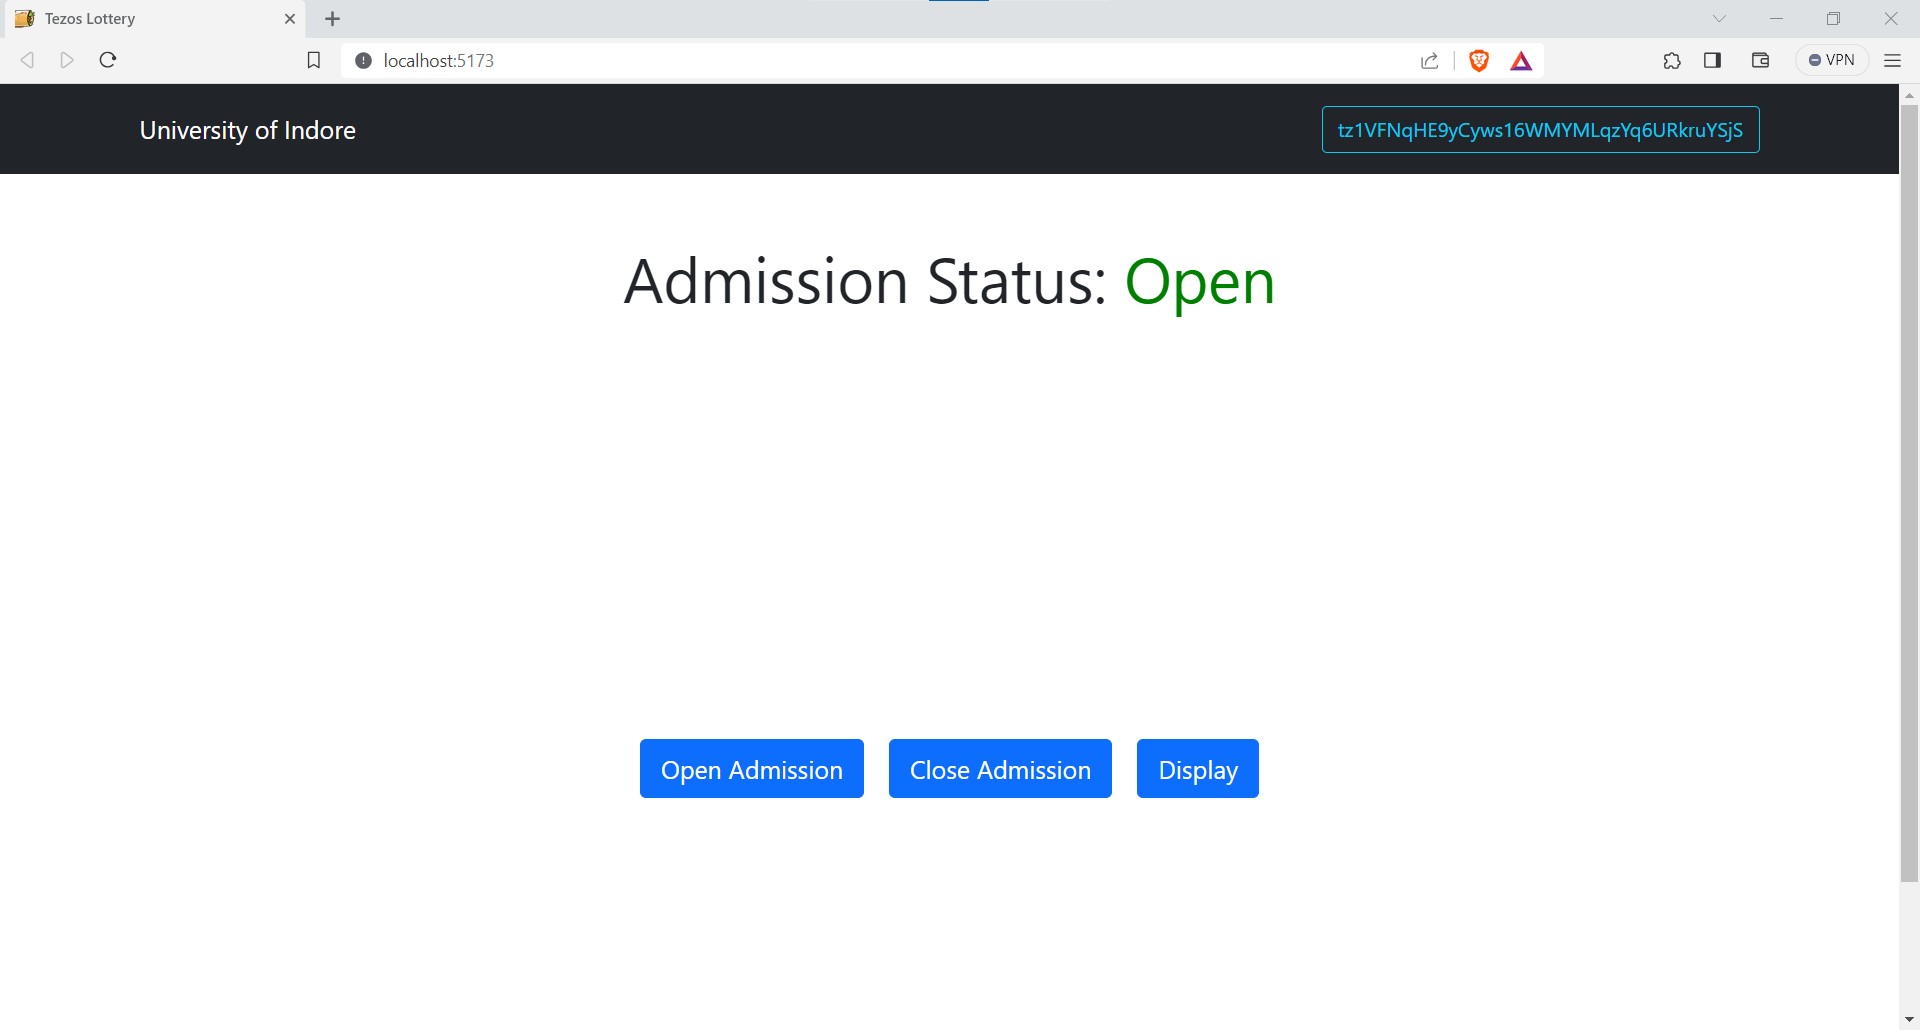 Tezos Lottery
localhost:5173
VPN
University of Indore
tz1VFNqHE9yCyws16WMYMLqzYq6URkruYSjS
Admission Status: Open
Open Admission
Close Admission
Display